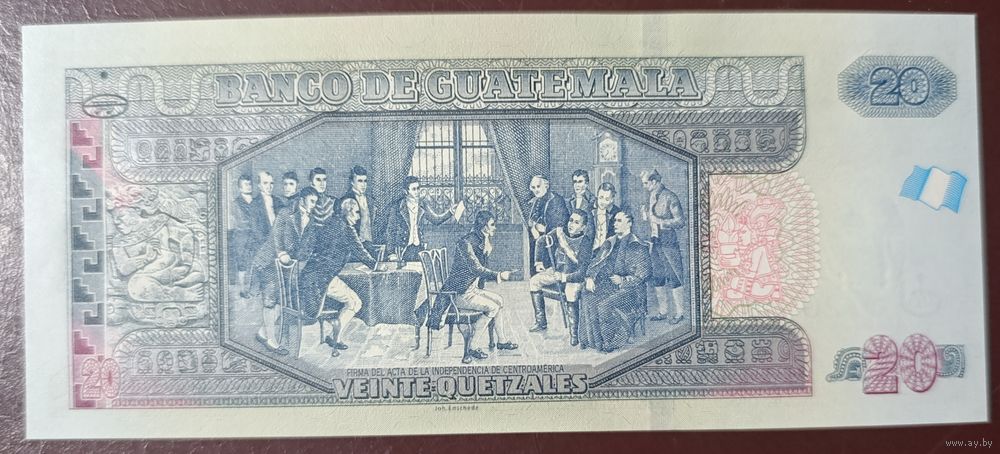 BANCO DE GUATEMALA
20
FIRMA DEL ACTA DE LA INDEPENDENCIA DE CENTROAMÉRICA
20
VEINTE QUETZALES
20
Joh. Enschede
www.ay.by